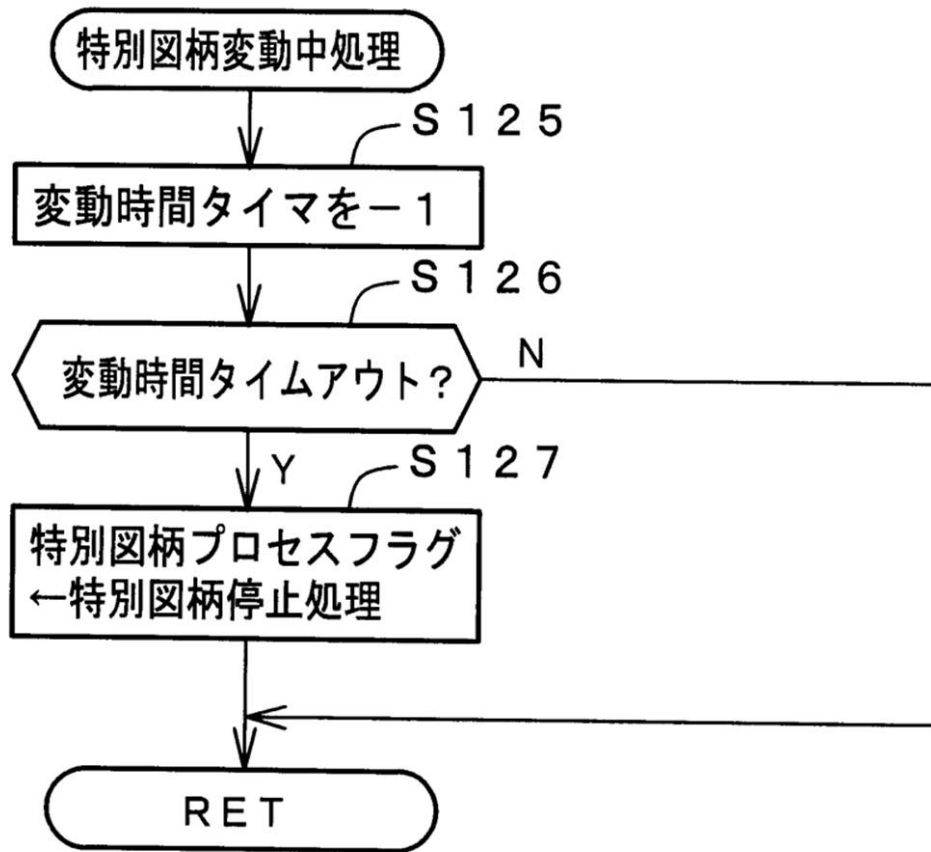 特別図柄変動中処理
S125
変動時間タイマを－1
S126
変動時間タイムアウト？
N
Y
S127
特別図柄プロセスフラグ
←特別図柄停止処理
RET